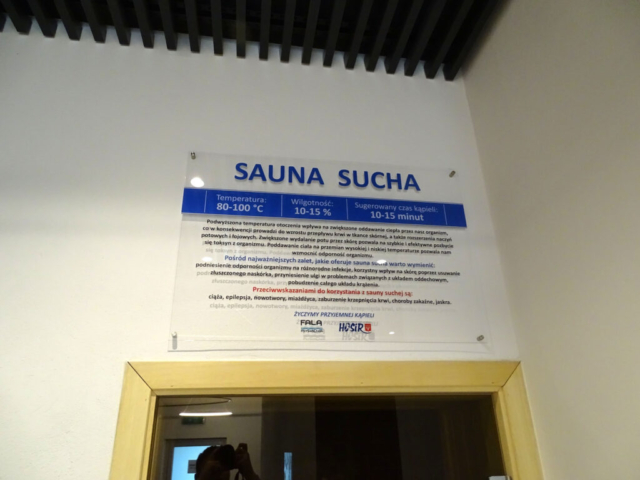 SAUNA SUCHA
Temperatura: Wilgotność: Sugerowany czas kąpieli:
80-100 °C 10-15 % 10-15 minut
Podwyższona temperatura otoczenia wpływa na zwiększone oddawanie ciepła przez nasz organizm,
co w konsekwencji prowadzi do wzrostu przepływu krwi w tkance skórnej, a także rozszerzenia naczyń
potowych i łojowych. Zwiększone wydalanie potu przez skórę pozwala na szybkie i efektywne pozbycie
się toksyn z organizmu. Poddawanie ciała na przemian wysokiej i niskiej temperaturze pozwala nam
wzmocnić odporność organizmu.
Pośród najważniejszych zalet, jakie oferuje sauna sucha warto wymienić:
podniesienie odporności organizmu na różnorodne infekcje, korzystny wpływ na skórę poprzez usuwanie
złuszczonego naskórka, przyniesienie ulgi w problemach związanych z układem oddechowym,
pobudzenie całego układu krążenia.
Przeciwwskazaniami do korzystania z sauny suchej są:
ciąża, epilepsja, nowotwory, miażdżyca, zaburzenie krzepnięcia krwi, choroby zakaźne, jaskra.
ŻYCZYMY PRZYJEMNEJ KĄPIELI
FALA HOSiR